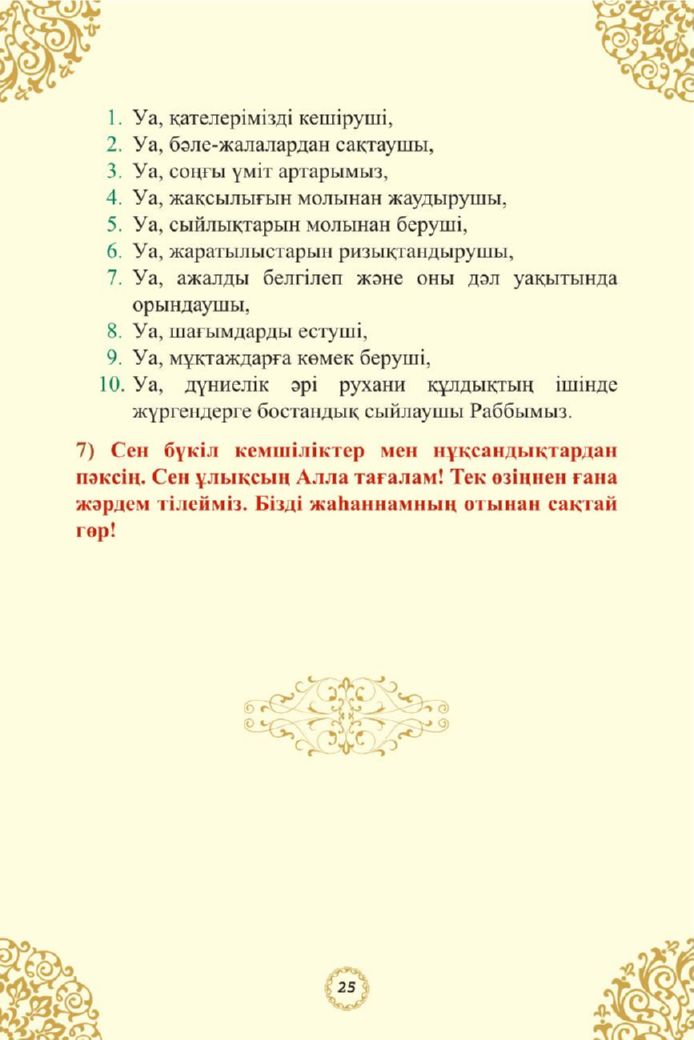 1. Уа, қателерімізді кешіруші,
2. Уа, бәле-жалалардан сақтаушы,
3. Уа, соңғы үміт артарымыз,
4. Уа, жақсылығын молынан жаудырушы,
5. Уа, сыйлықтарын молынан беруші,
6. Уа, жаратылыстарын ризықтандырушы,
7. Уа, ажалды белгілеп және оны дәл уақытында
орындаушы,
8. Уа, шағымдарды естуші,
9. Уа, мұқтаждарға көмек беруші,
10. Уа, дүниелік әрі рухани құлдықтың ішінде
жүргендерге бостандық сыйлаушы Раббымыз.
7) Сен бүкіл кемшіліктер мен нұқсандықтардан
пәксің. Сен ұлықсың Алла тағалам! Тек өзіңнен ғана
жәрдем тілейміз. Бізді жаһаннамның отынан сақтай
гөр!
25